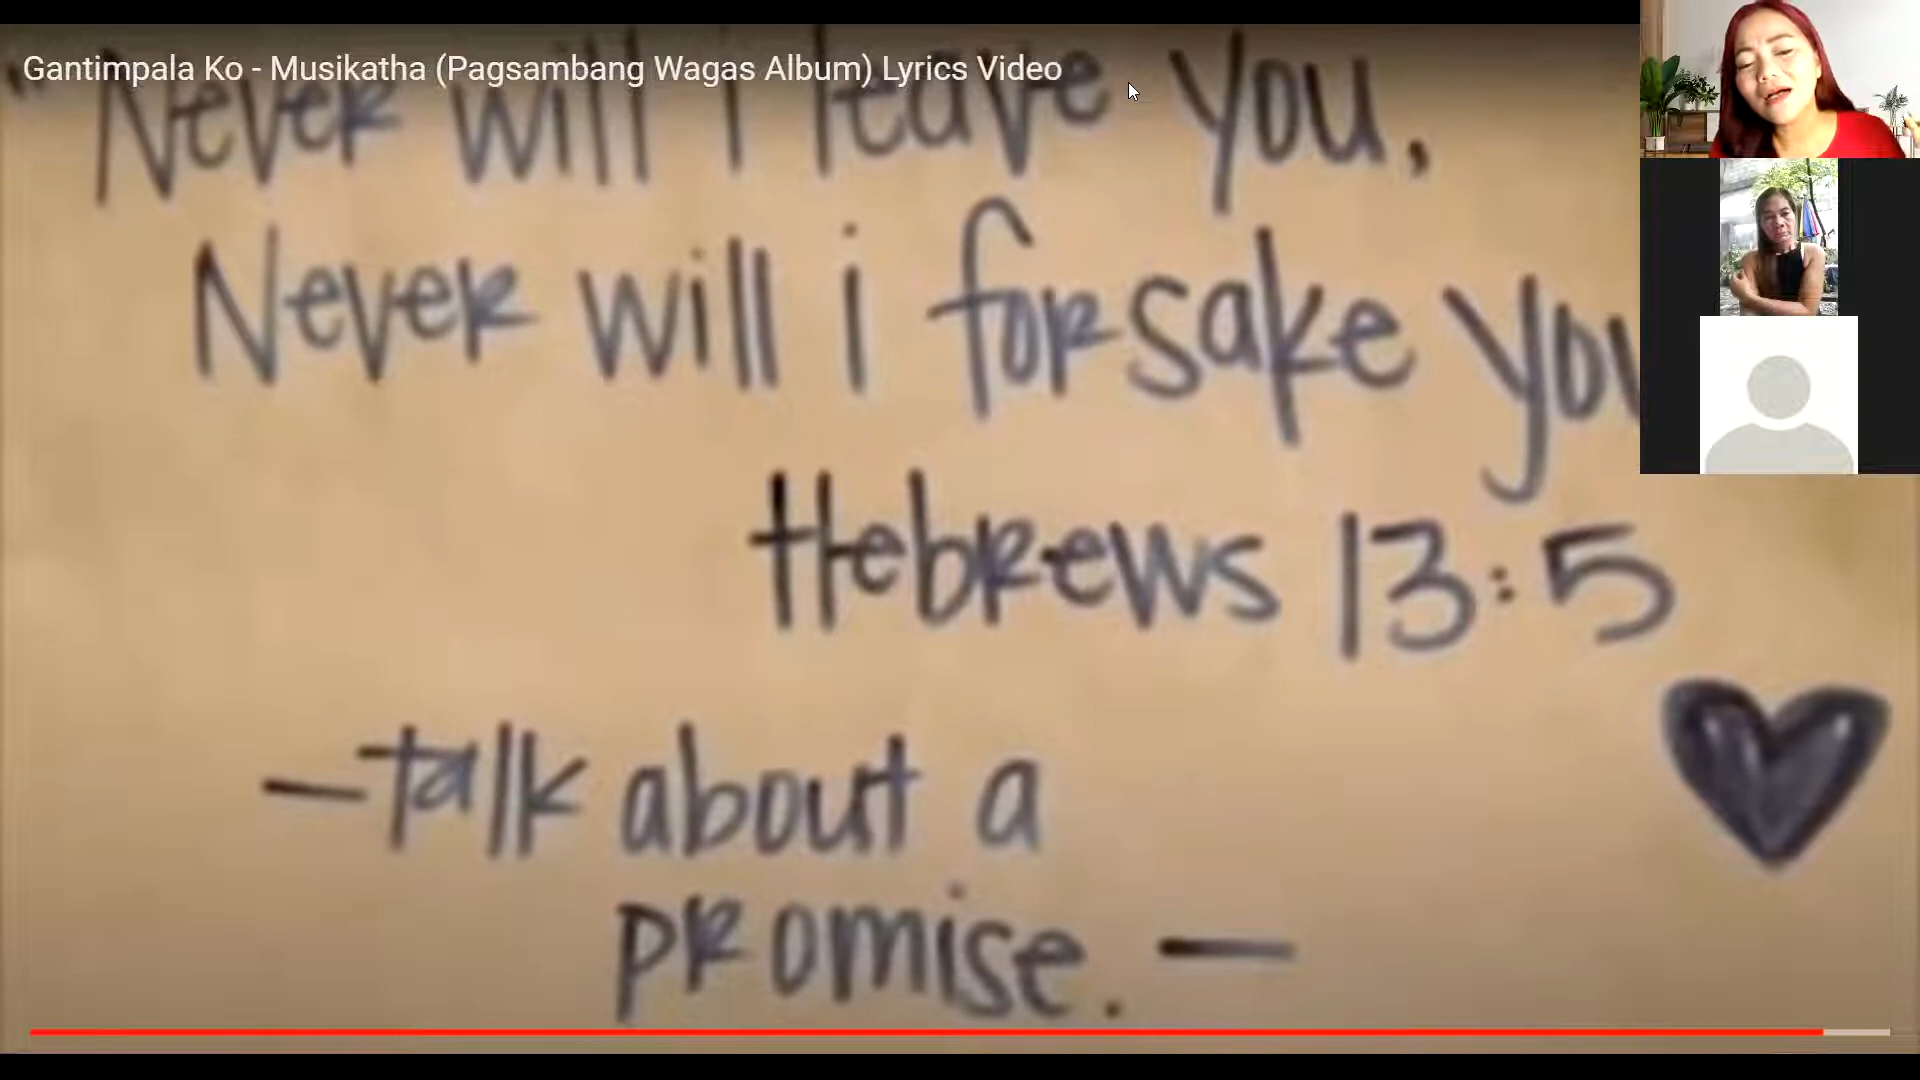 Gantimpala Ko - Musikatha (Pagsambang Wagas Album) Lyrics Video
"Never will i leave you,
Never will i forsake you
Hebrews 13:5
—Talk about a
promise.—